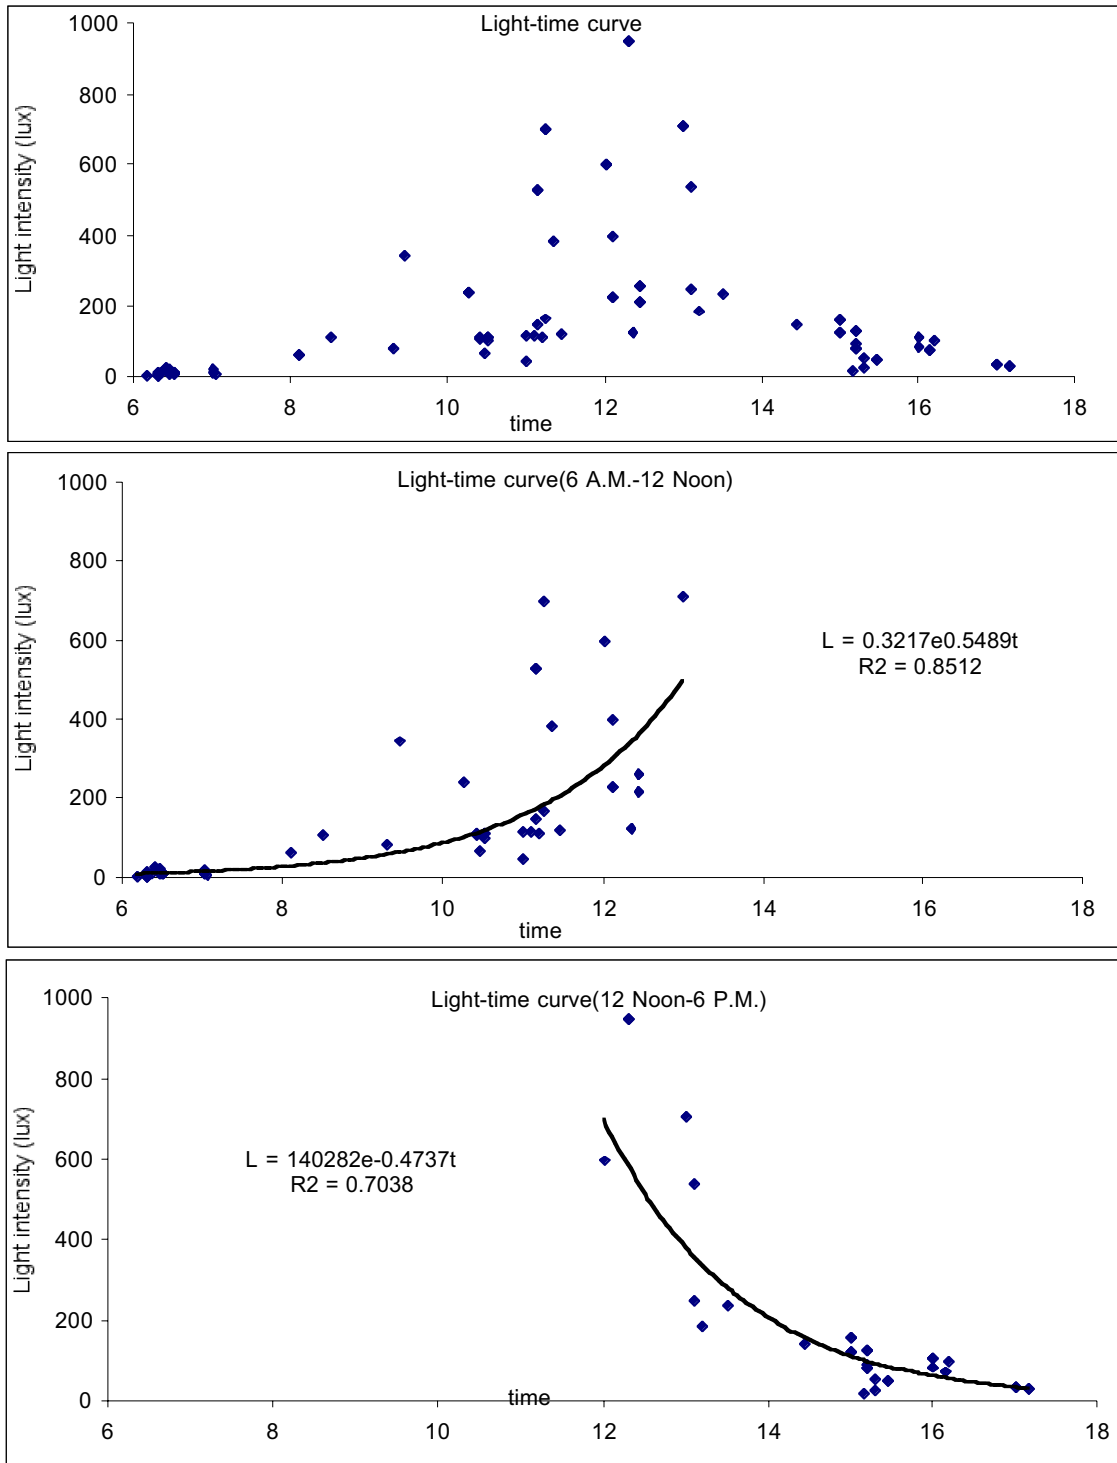 Light-time curve
1000
800
600
400
200
0
Light intensity (lux)
6 8 10 12 14 16 18
time
Light-time curve(6 A.M.-12 Noon)
1000
800
600
400
200
0
Light intensity (lux)
L = 0.3217e0.5489t
R2 = 0.8512
6 8 10 12 14 16 18
time
Light-time curve(12 Noon-6 P.M.)
1000
800
600
400
200
0
Light intensity (lux)
L = 140282e-0.4737t
R2 = 0.7038
time
6 8 10 12 14 16 18